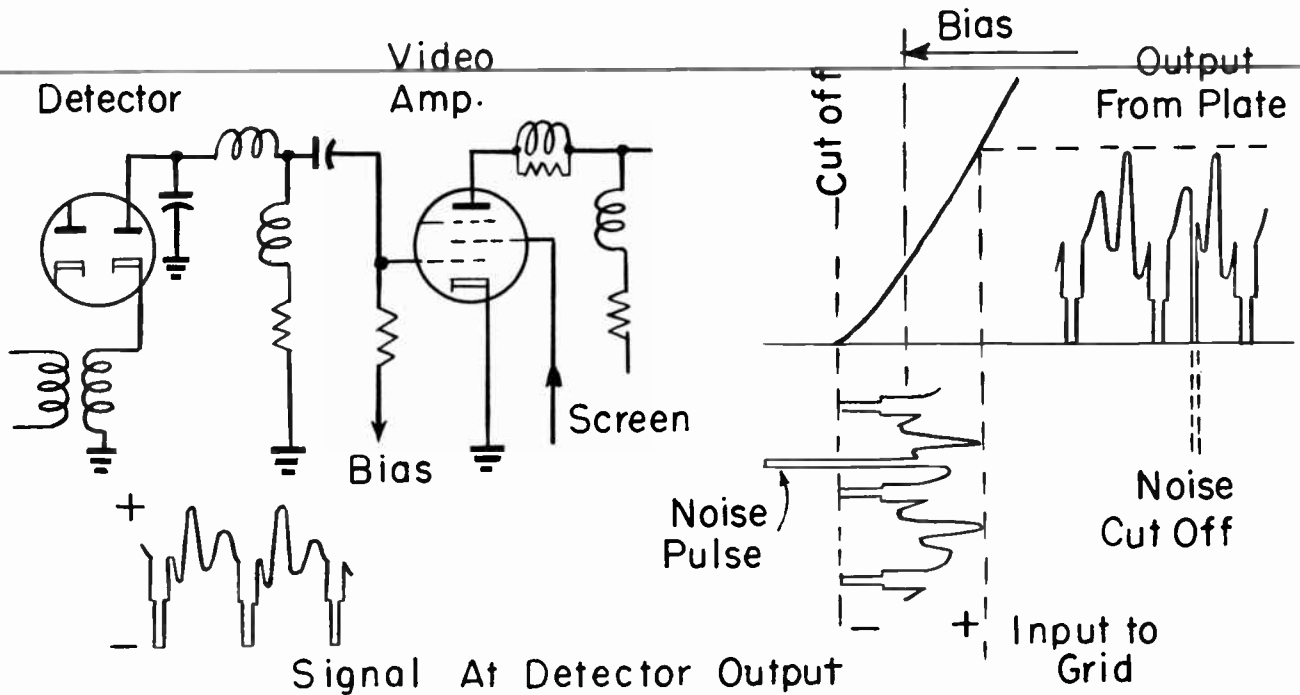 Detector
Video
Amp.
Bias
Screen
+
−
Signal At Detector Output
Bias
Cut off
Output
From Plate
Noise
Pulse
Noise
Cut Off
−
+
Input to
Grid